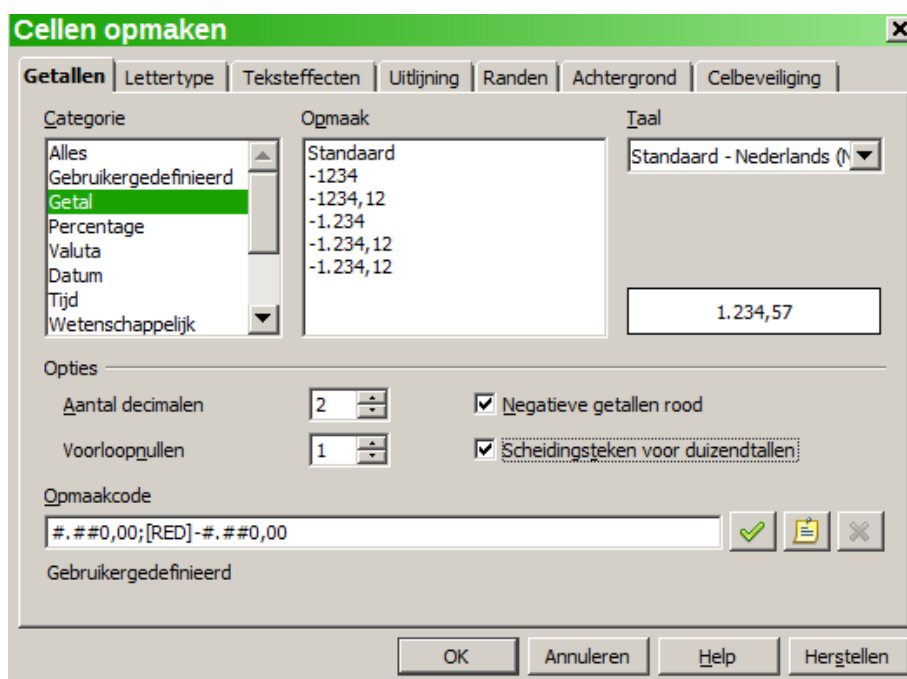 Cellen opmaken
Getallen Lettertype Teksteffecten Uitlijning Randen Achtergrond Celbeveiliging
Categorie Opmaak Taal
Alles
Gebruikergedefinieerd
Getal
Percentage
Valuta
Datum
Tijd
Wetenschappelijk
Standaard
-1234
-1234,12
-1.234
-1.234,12
-1.234,12
Standaard - Nederlands (N
1.234,57
Opties
Aantal decimalen 2 Negatieve getallen rood
Voorloopnullen 1 Scheidingsteken voor duizendtallen
Opmaakcode
#.##0,00;[RED]-#.##0,00
Gebruikergedefinieerd
OK Annuleren Help Herstellen